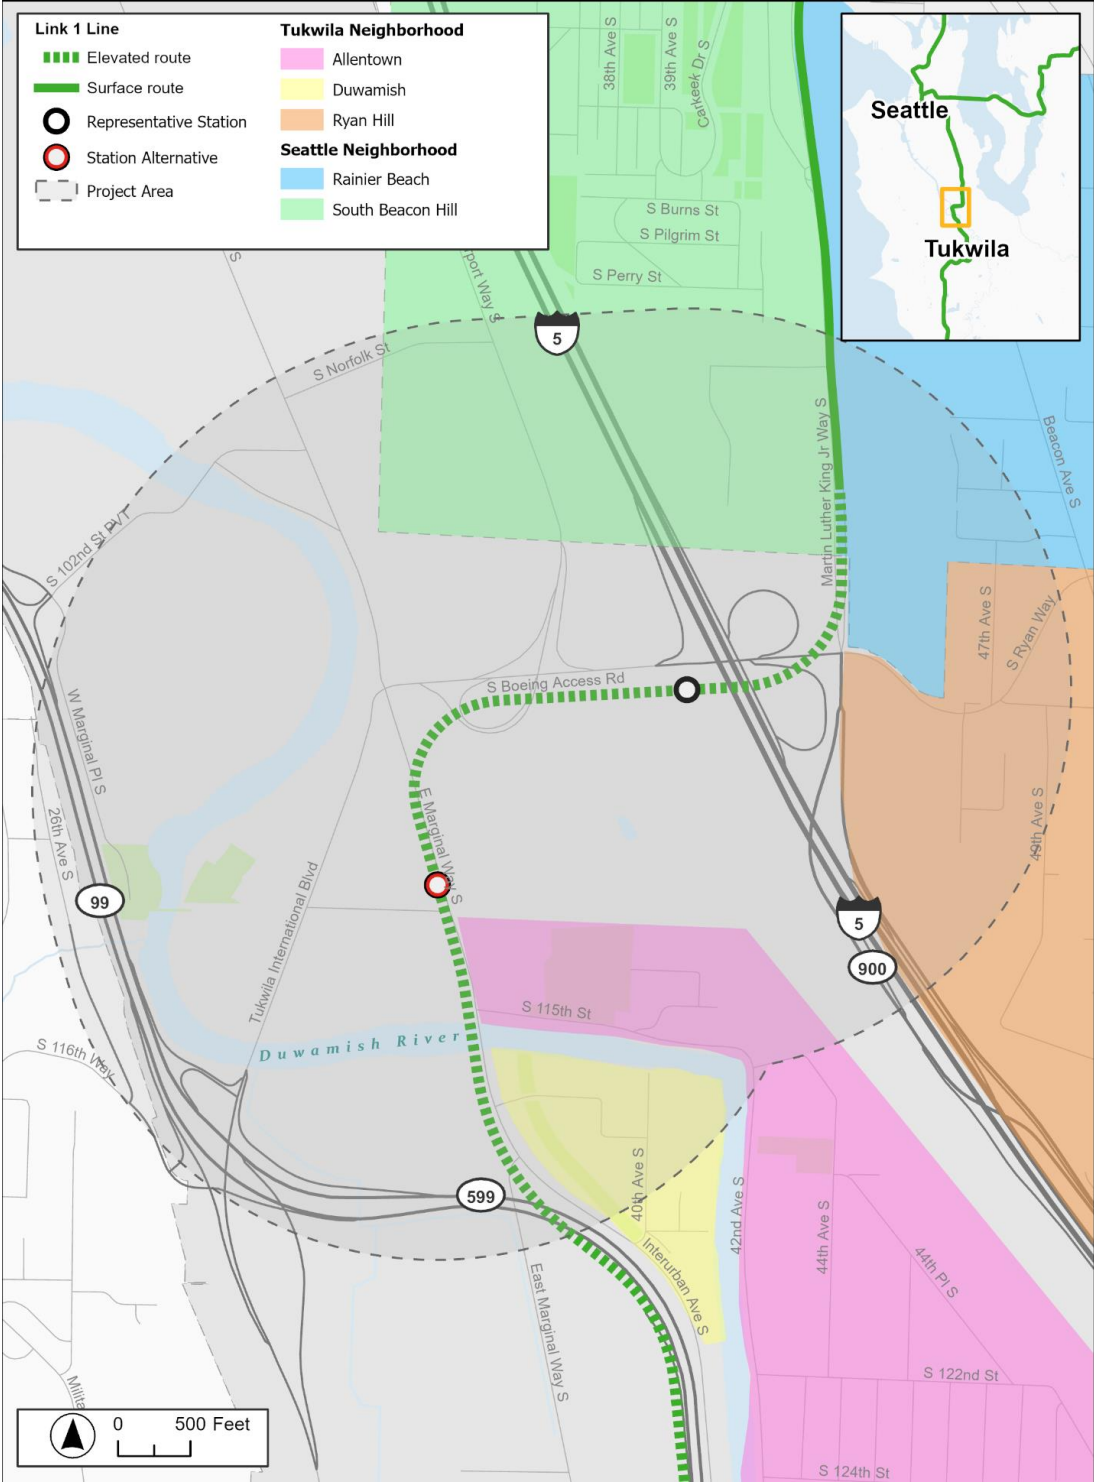 Link 1 Line
Elevated route
Surface route
Representative Station
Station Alternative
Project Area
Tukwila Neighborhood
Allentown
Duwamish
Ryan Hill
Seattle Neighborhood
Rainier Beach
South Beacon Hill
Seattle
Tukwila
38th Ave S
39th Ave S
Carkeek Dr S
S Burns St
S Pilgrim St
S Perry St
S
rport Way S
5
S Norfolk St
Martin Luther King Jr Way S
Beacon Ave S
S 102nd St PVT
47th Ave S
S Ryan Way
S Boeing Access Rd
W Marginal Pl S
E Marginal Way S
26th Ave S
49th Ave S
99
Tukwila International Blvd
5
900
S 115th St
Duwamish River
S 116th Way
599
40th Ave S
42nd Ave S
44th Ave S
44th Pl S
Interurban Ave S
East Marginal Way S
S 122nd St
Milita
S 124th St
0 500 Feet